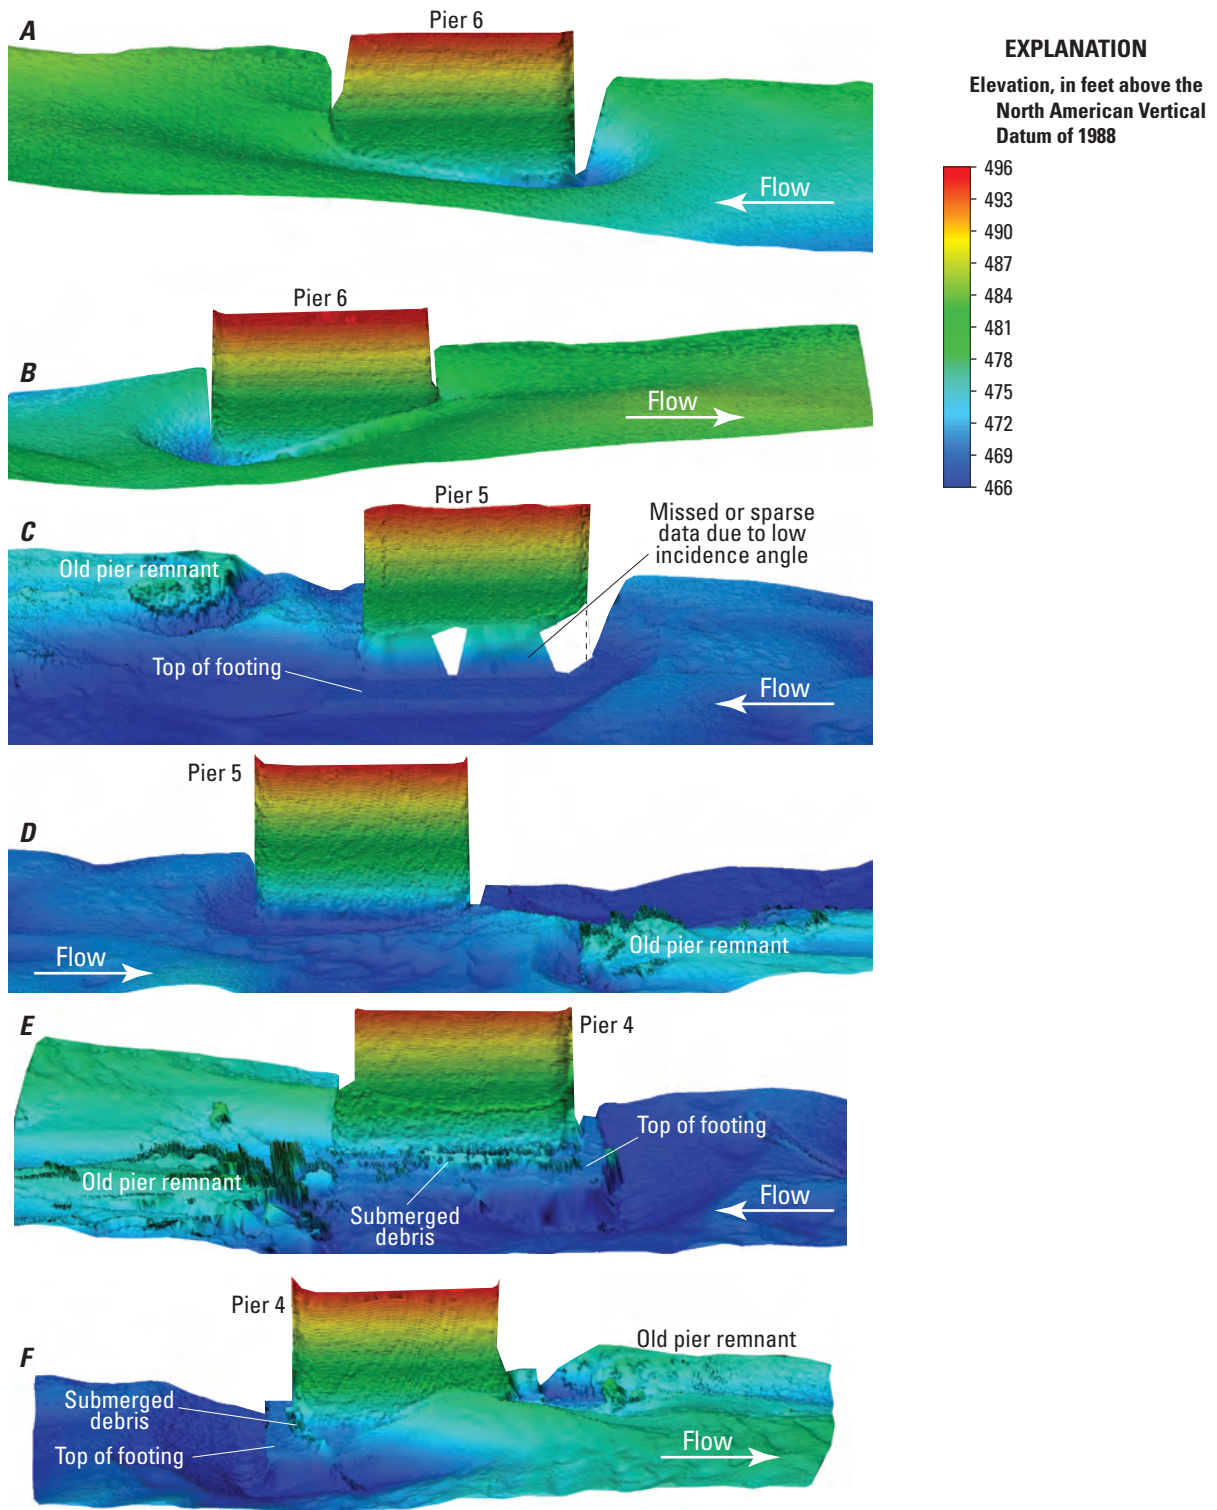 A
Pier 6
Flow
EXPLANATION
Elevation, in feet above the
North American Vertical
Datum of 1988
496
493
490
487
484
481
478
475
472
469
466
B
Pier 6
Flow
C
Pier 5
Missed or sparse
data due to low
incidence angle
Old pier remnant
Top of footing
Flow
D
Pier 5
Flow
Old pier remnant
E
Pier 4
Top of footing
Old pier remnant
Submerged
debris
Flow
F
Pier 4
Old pier remnant
Submerged
debris
Top of footing
Flow